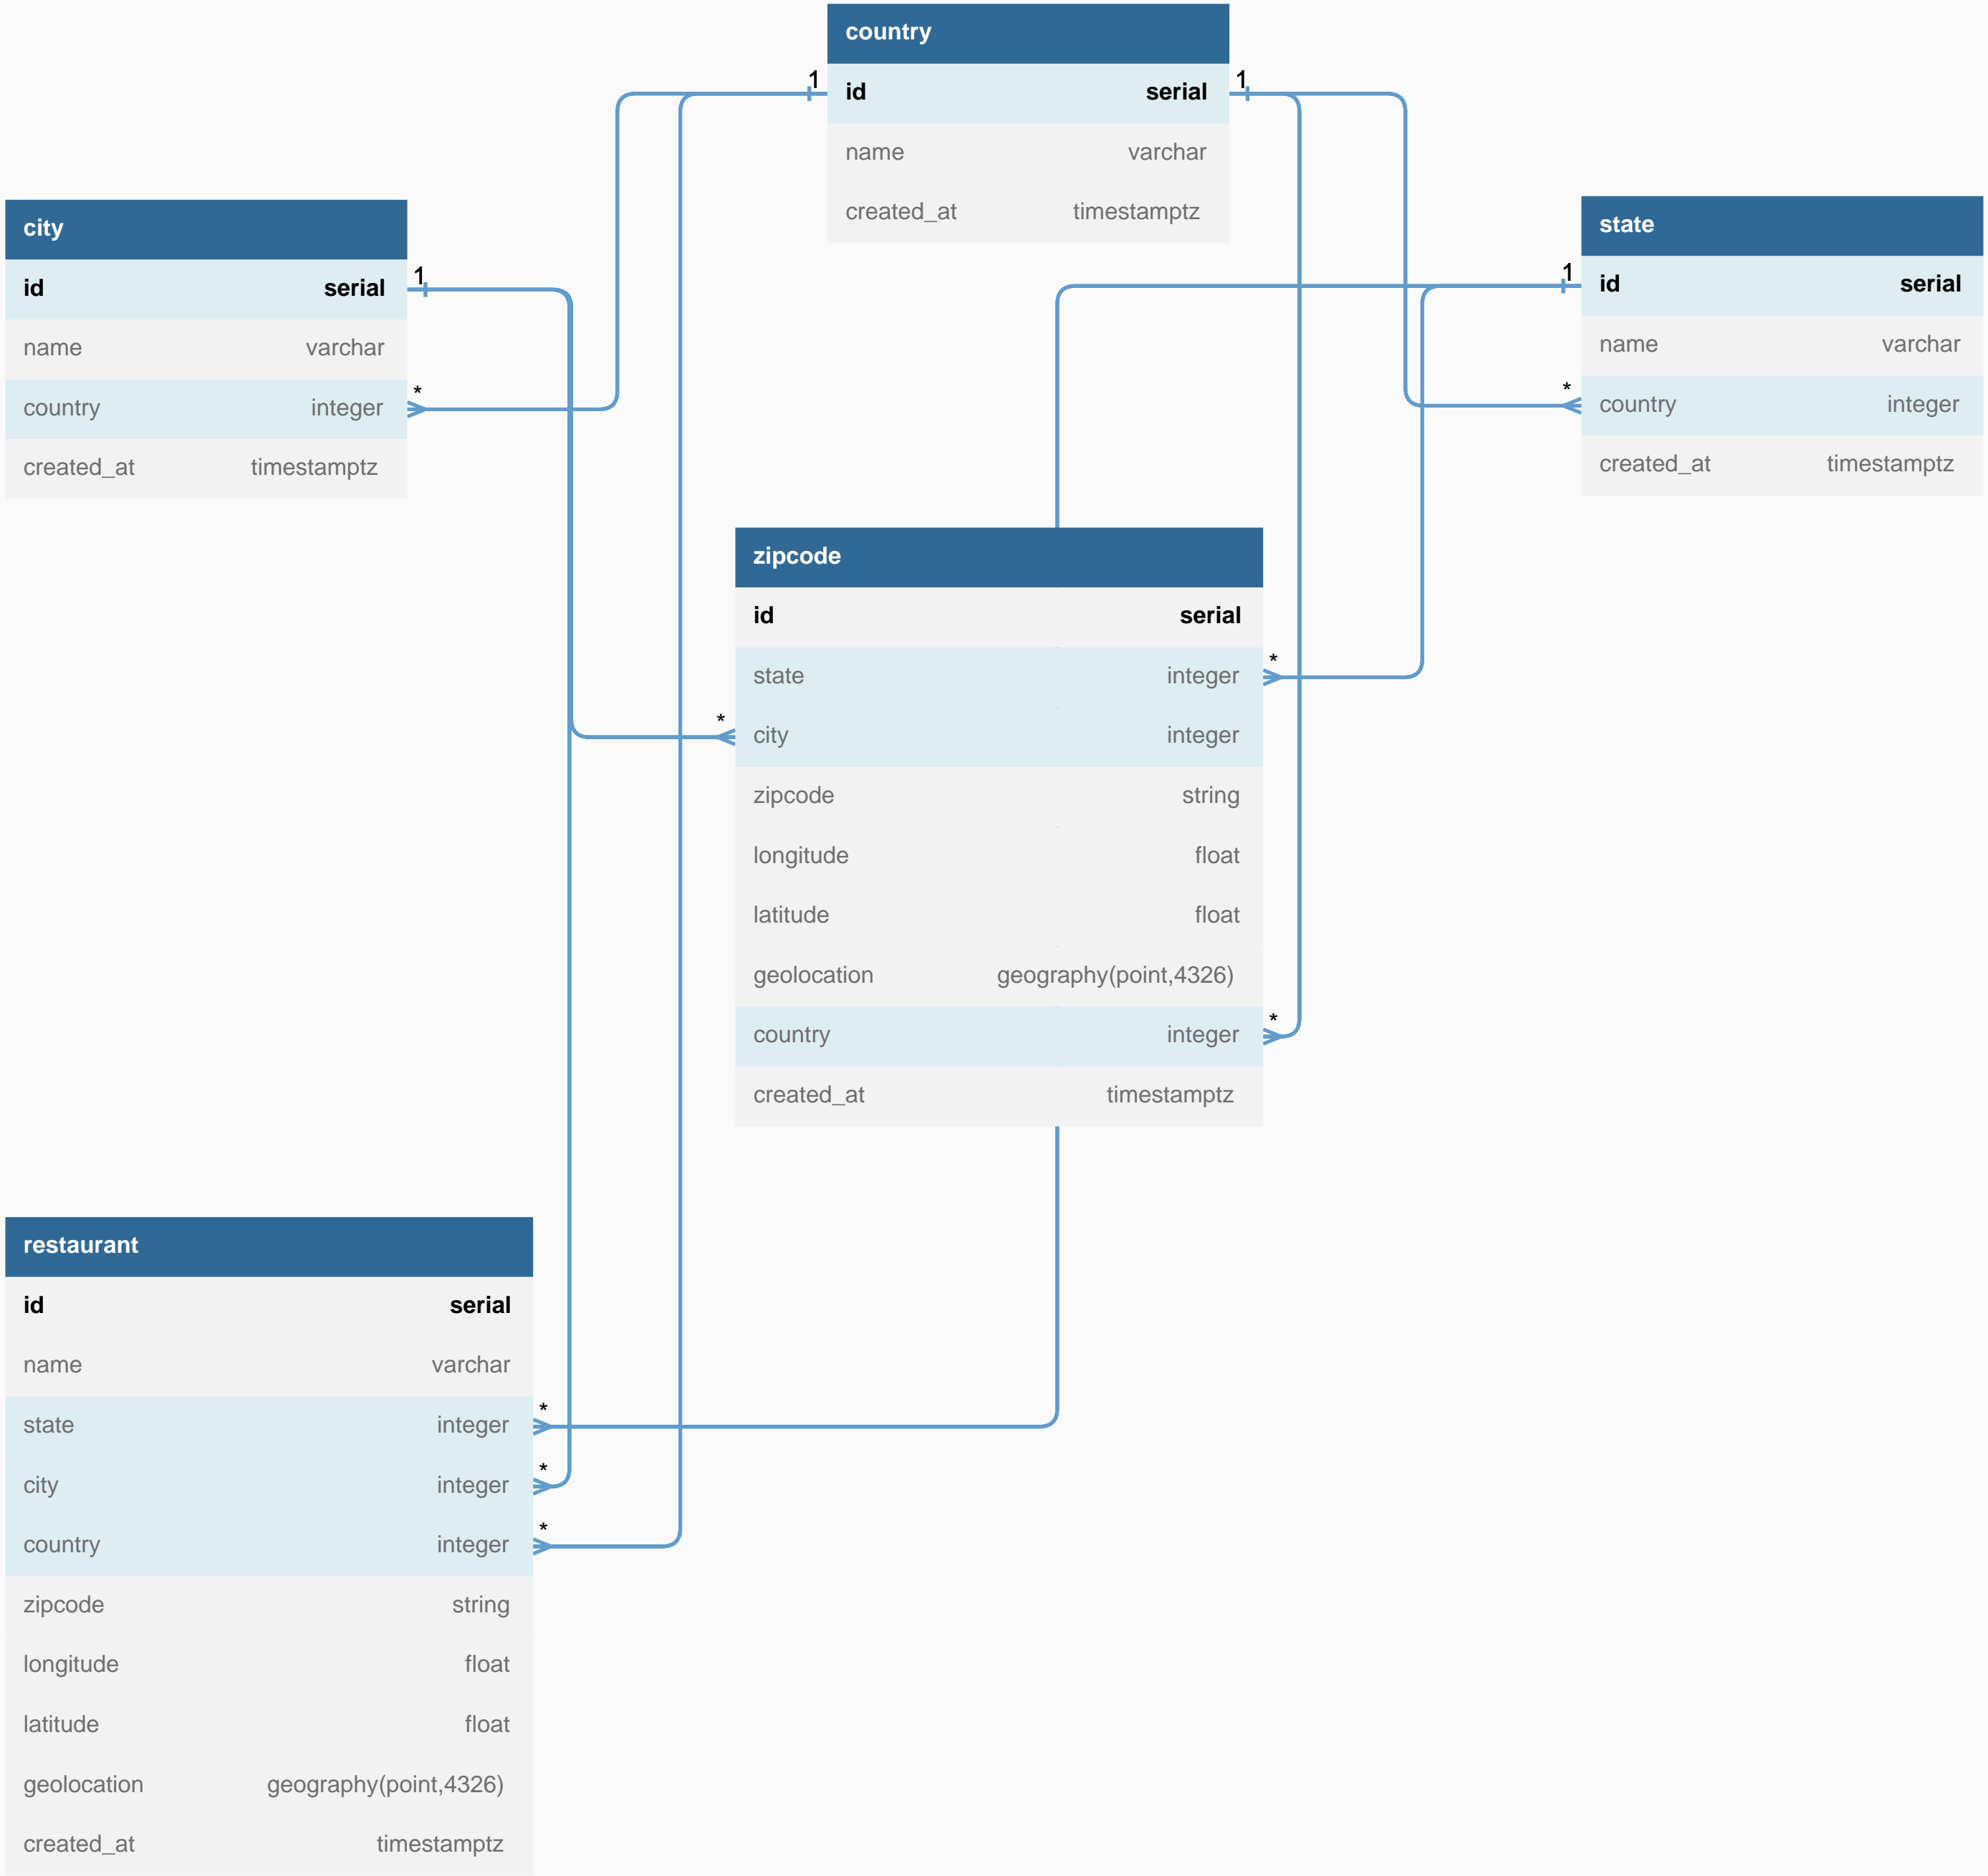 country
1 id serial 1
name varchar
created_at timestamptz
city
id serial 1
name varchar
country integer *
created_at timestamptz
state
1 id serial
name varchar
* country integer
created_at timestamptz
zipcode
id serial
state integer *
* city integer
zipcode string
longitude float
latitude float
geolocation geography(point,4326)
country integer *
created_at timestamptz
restaurant
id serial
name varchar
state integer *
city integer *
country integer *
zipcode string
longitude float
latitude float
geolocation geography(point,4326)
created_at timestamptz